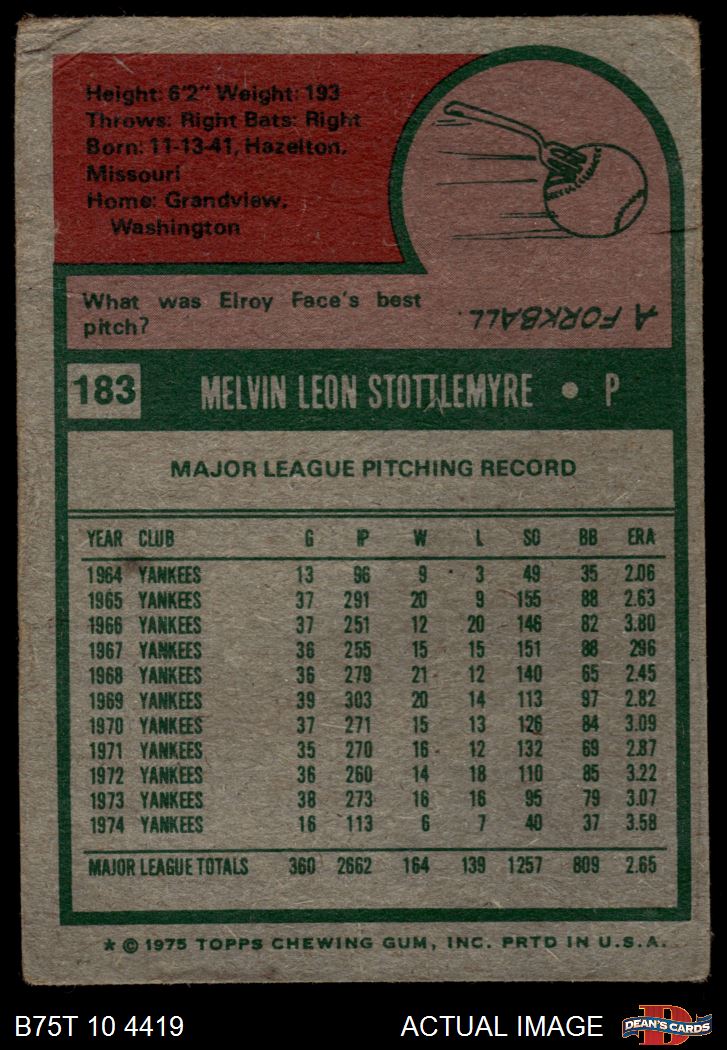 Height: 6'2" Weight: 193
Throws: Right Bats: Right
Born: 11-13-41, Hazelton,
Missouri
Home: Grandview,
Washington
What was Elroy Face's best
pitch?
A FORKBALL.
183 MELVIN LEON STOTTLEMYRE • P
MAJOR LEAGUE PITCHING RECORD
YEAR CLUB G IP W L SO BB ERA
1964 YANKEES 13 96 9 3 49 35 2.06
1965 YANKEES 37 291 20 9 155 88 2.63
1966 YANKEES 37 251 12 20 146 82 3.80
1967 YANKEES 36 255 15 15 151 88 296
1968 YANKEES 36 279 21 12 140 65 2.45
1969 YANKEES 39 303 20 14 113 97 2.82
1970 YANKEES 37 271 15 13 126 84 3.09
1971 YANKEES 35 270 16 12 132 69 2.87
1972 YANKEES 36 260 14 18 110 85 3.22
1973 YANKEES 38 273 16 16 95 79 3.07
1974 YANKEES 16 113 6 7 40 37 3.58
MAJOR LEAGUE TOTALS 360 2662 164 139 1257 809 2.65
* © 1975 TOPPS CHEWING GUM, INC. PRTD IN U.S.A.
B75T 10 4419 ACTUAL IMAGE D DEAN'S CARDS